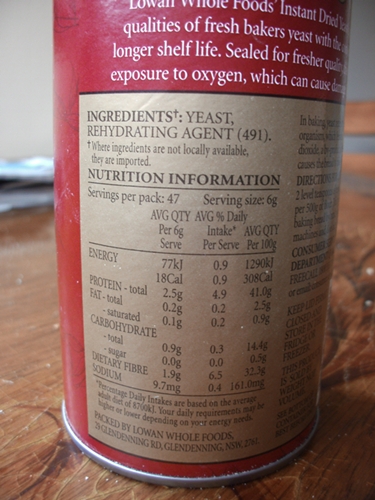 Lowan Whole Foods' Instant Dried
qualities of fresh bakers yeast with the
longer shelf life. Sealed for fresher
exposure to oxygen, which can cause
INGREDIENTS†: YEAST,
REHYDRATING AGENT (491).
† Where ingredients are not locally available,
they are imported.
NUTRITION INFORMATION
Servings per pack: 47 Serving size: 6g
AVG QTY AVG % Daily
Per 6g Intake* AVG QTY
Serve Per Serve Per 100g
ENERGY 77kJ 0.9 1290kJ
18Cal 0.9 308Cal
PROTEIN - total 2.5g 4.9 41.0g
FAT - total 0.2g 0.2 2.5g
- saturated 0.1g 0.2 0.9g
CARBOHYDRATE
- total 0.9g 0.3 14.4g
- sugar 0.0g 0.0 0.5g
DIETARY FIBRE 1.9g 6.5 32.3g
SODIUM 9.7mg 0.4 161.0mg
*Percentage Daily Intakes are based on the average
adult diet of 8700kJ. Your daily requirements may be
higher or lower depending on your energy needs.
PACKED BY LOWAN WHOLE FOODS,
79 GLENDENNING RD, GLENDENNING, NSW, 2761.
In baking,
2 level